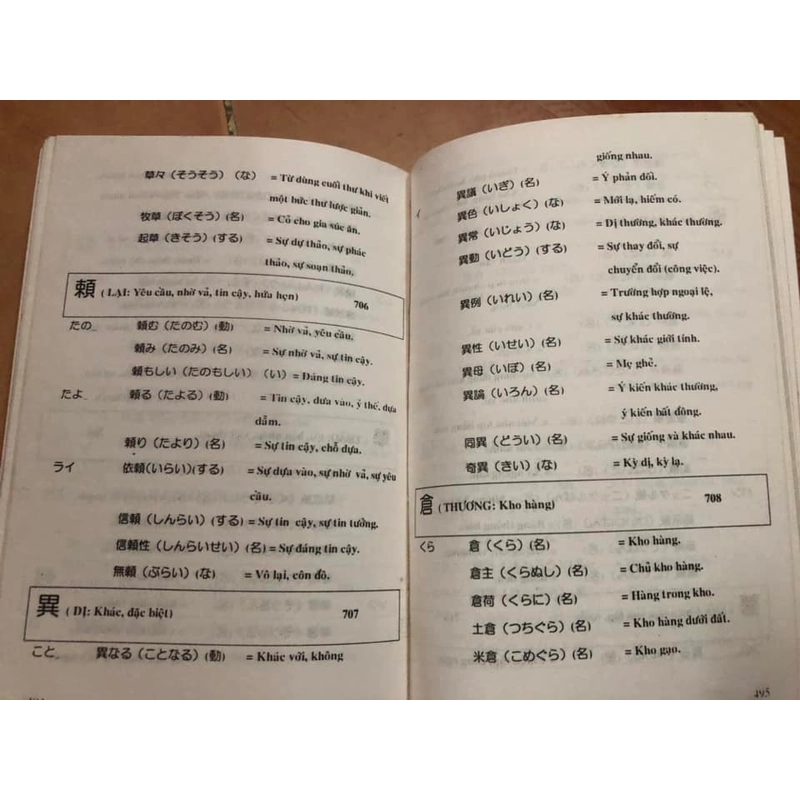 草々（そうそう）（な） = Từ dùng cuối thư khi viết
một bức thư lược giản.
牧草（ぼくそう）(名) = Cỏ cho gia súc ăn.
起草（きそう）(する) = Sự dự thảo, sự phác
thảo, sự soạn thảo,
頼 ( LẠI: Yêu cầu, nhờ vả, tin cậy, hứa hẹn) 706
たの_ 頼む（たのむ）(動) = Nhờ vả, yêu cầu,
頼み（たのみ）(名) = Sự nhờ vả, sự tin cậy.
頼もしい（たのもしい）（い）= Đáng tin cậy.
たよ_ 頼る（たよる）(動) = Tin cậy, dựa vào, ỷ thế, dựa
dẫm.
頼り（たより）(名) = Sự tin cậy, chỗ dựa.
ライ 依頼（いらい）(する) = Sự dựa vào, sự nhờ vả, sự yêu
cầu.
信頼（しんらい）(する) = Sự tin cậy, sự tin tưởng.
信頼性（しんらいせい）(名) = Sự đáng tin cậy.
無頼（ぶらい）(な) = Vô lại, côn đồ.
異 ( DỊ: Khác, đặc biệt) 707
こと_ 異なる（ことなる）(動) = Khác với, không
giống nhau.
異議（いぎ）(名) = Ý phản đối.
異色（いしょく）(な) = Mới lạ, hiếm có.
異常（いじょう）(な) = Dị thường, khác thường.
異動（いどう）(する) = Sự thay đổi, sự
chuyển đổi (công việc).
異例（いれい）(名) = Trường hợp ngoại lệ,
sự khác thường.
異性（いせい）(名) = Sự khác giới tính.
異母（いぼ）(名) = Mẹ ghẻ.
異論（いろん）(名) = Ý kiến khác thường,
ý kiến bất đồng.
同異（どうい）(名) = Sự giống và khác nhau.
奇異（きい）(な) = Kỳ dị, kỳ lạ.
倉 ( THƯƠNG: Kho hàng) 708
くら 倉（くら）(名) = Kho hàng.
倉主（くらぬし）(名) = Chủ kho hàng.
倉荷（くらに）(名) = Hàng trong kho.
土倉（つちぐら）(名) = Kho hàng dưới đất.
米倉（こめぐら）(名) = Kho gạo.
495